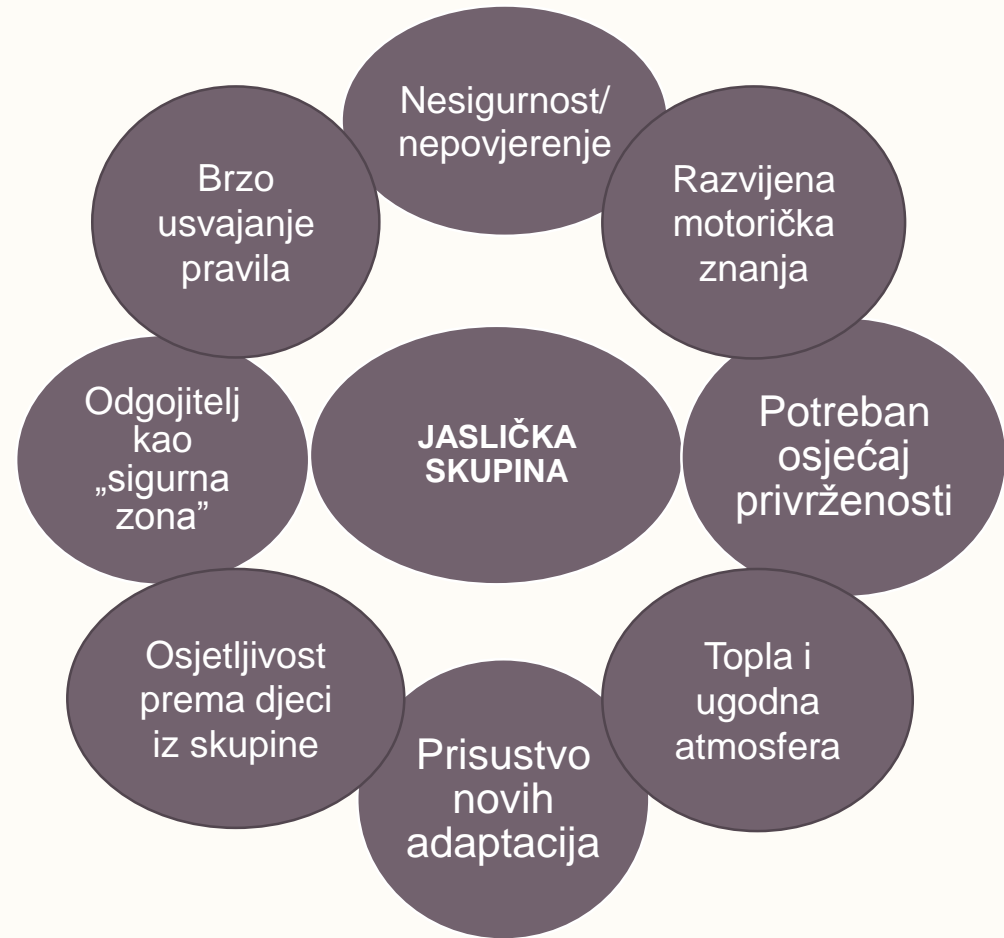 Nesigurnost/
nepovjerenje
Razvijena
motorička
znanja
Potreban
osjećaj
privrženosti
Topla i
ugodna
atmosfera
Prisustvo
novih
adaptacija
Osjetljivost
prema djeci
iz skupine
Odgojitelj
kao
„sigurna
zona”
Brzo
usvajanje
pravila
JASLIČKA
SKUPINA